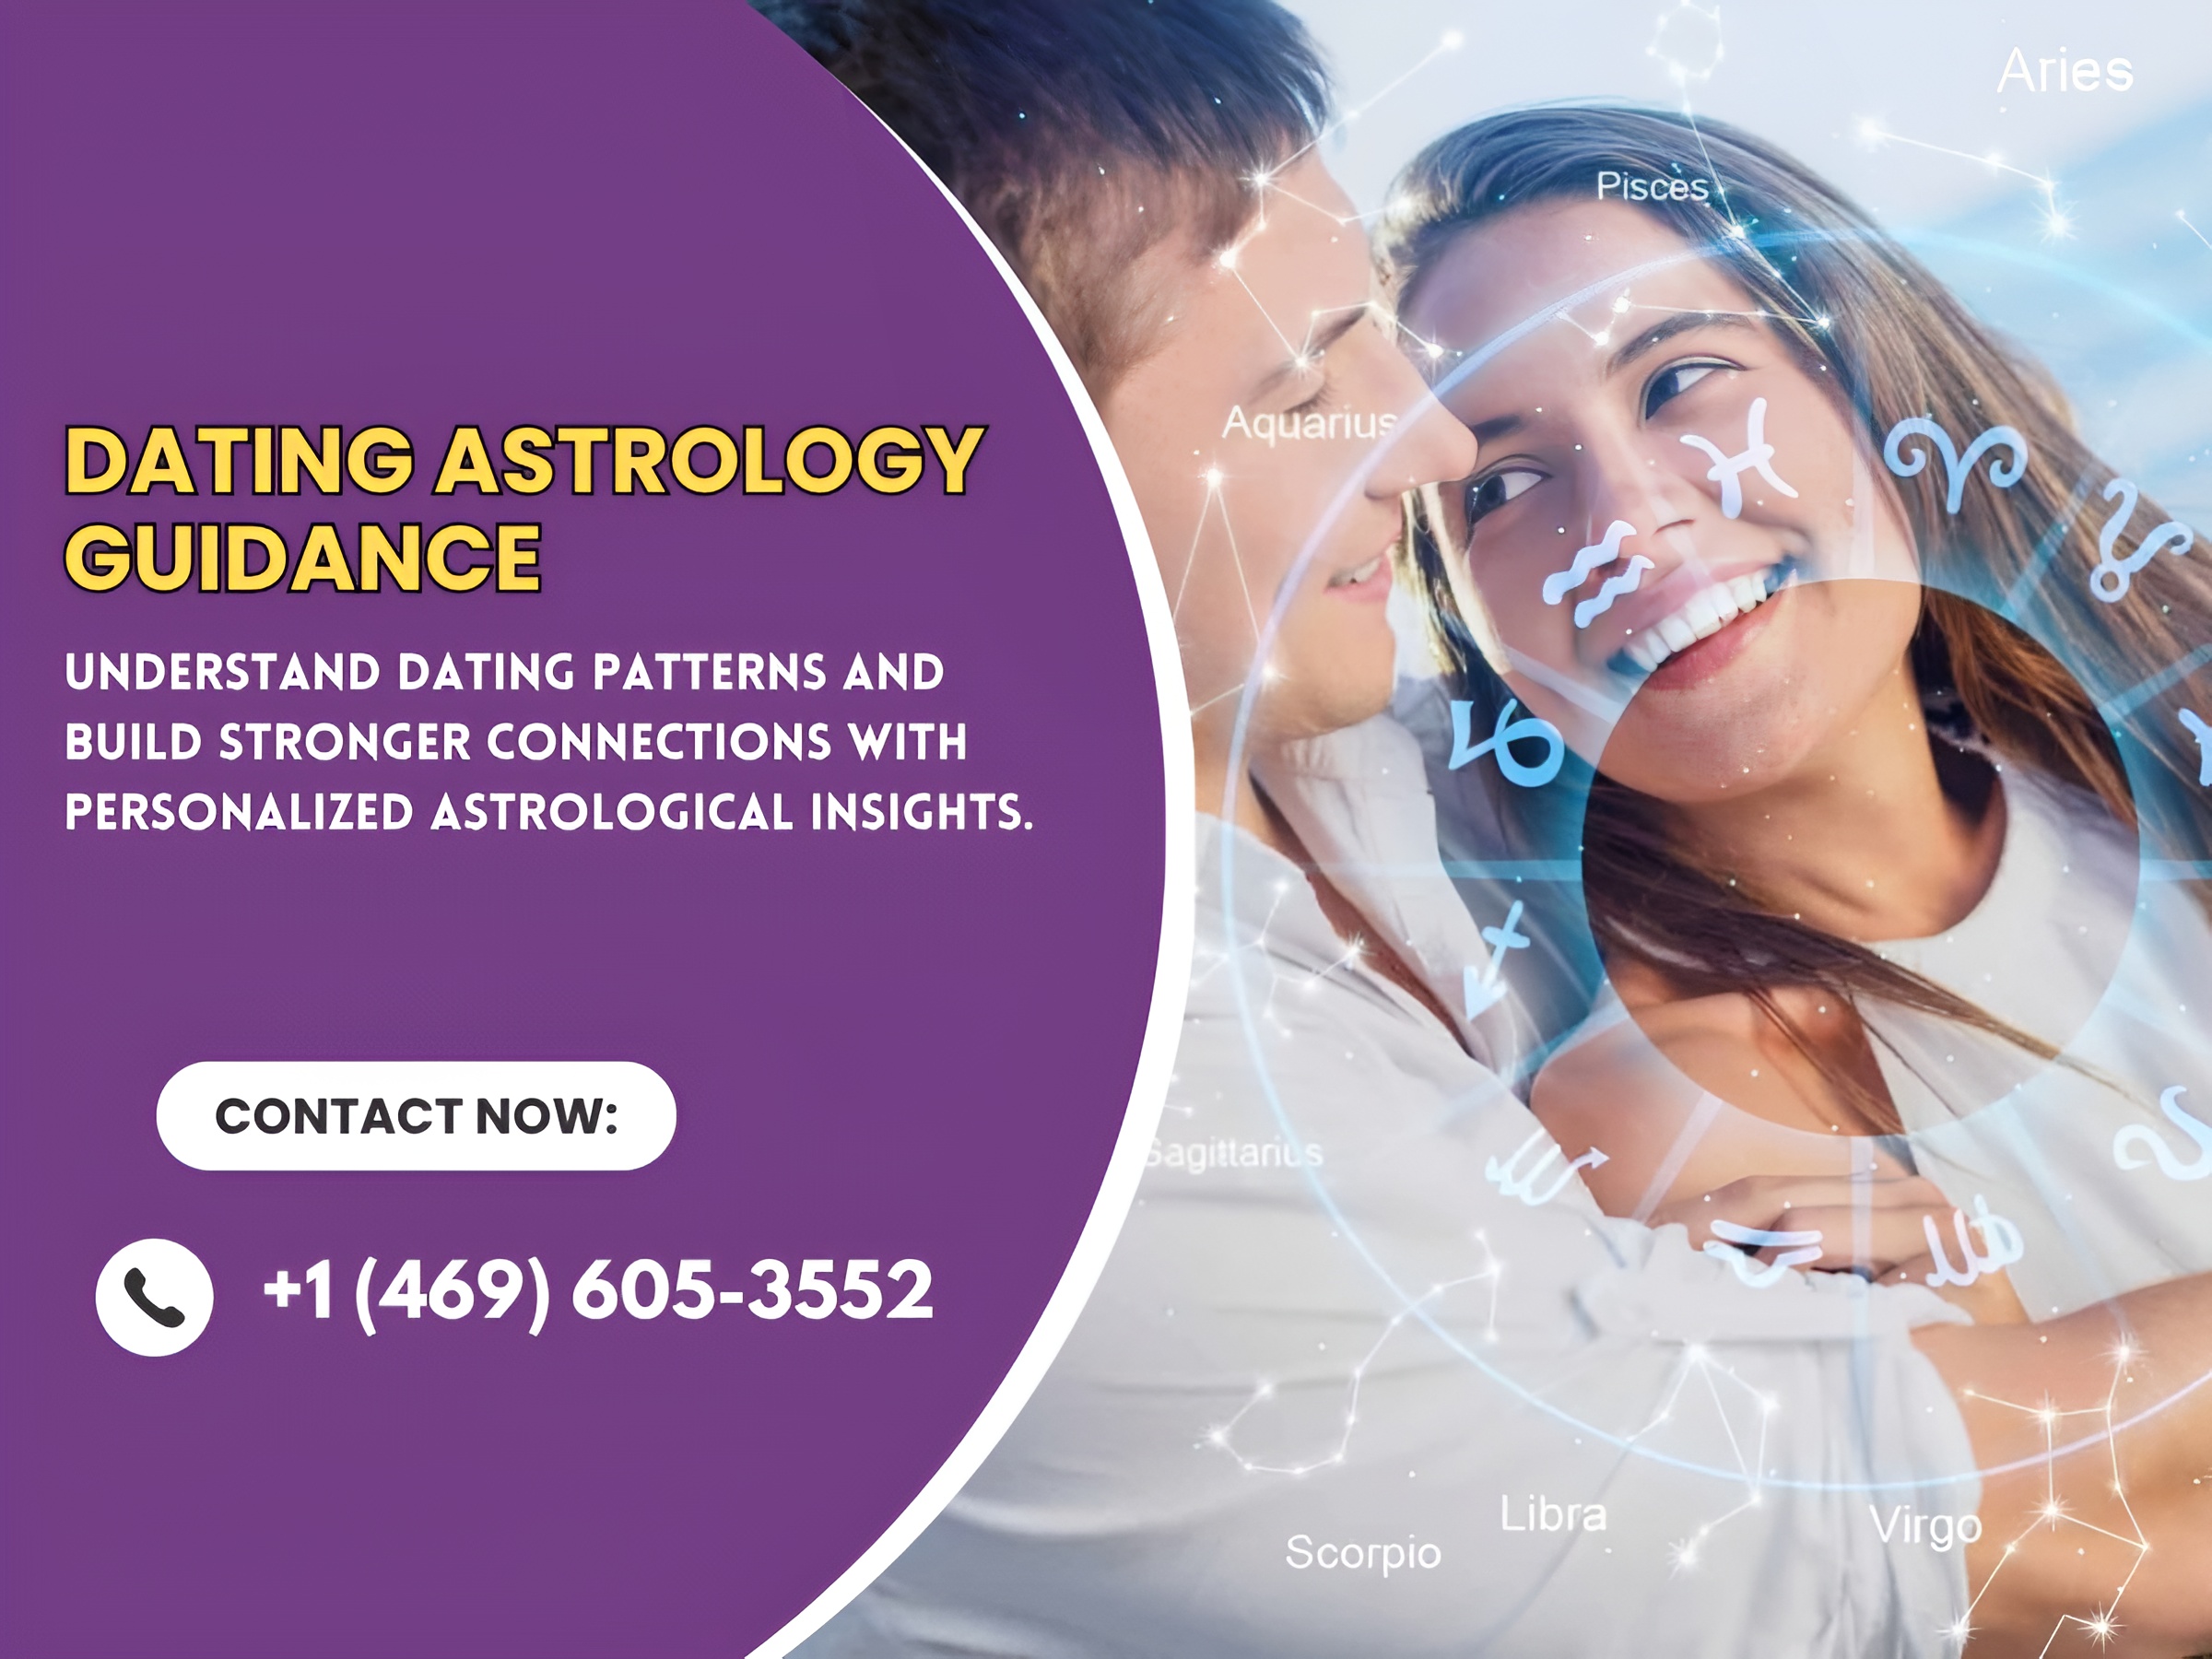 DATING ASTROLOGY
GUIDANCE
UNDERSTAND DATING PATTERNS AND
BUILD STRONGER CONNECTIONS WITH
PERSONALIZED ASTROLOGICAL INSIGHTS.
CONTACT NOW:
+1 (469) 605-3552
Aries
Pisces
Aquarius
Sagittarius
Scorpio
Libra
Virgo